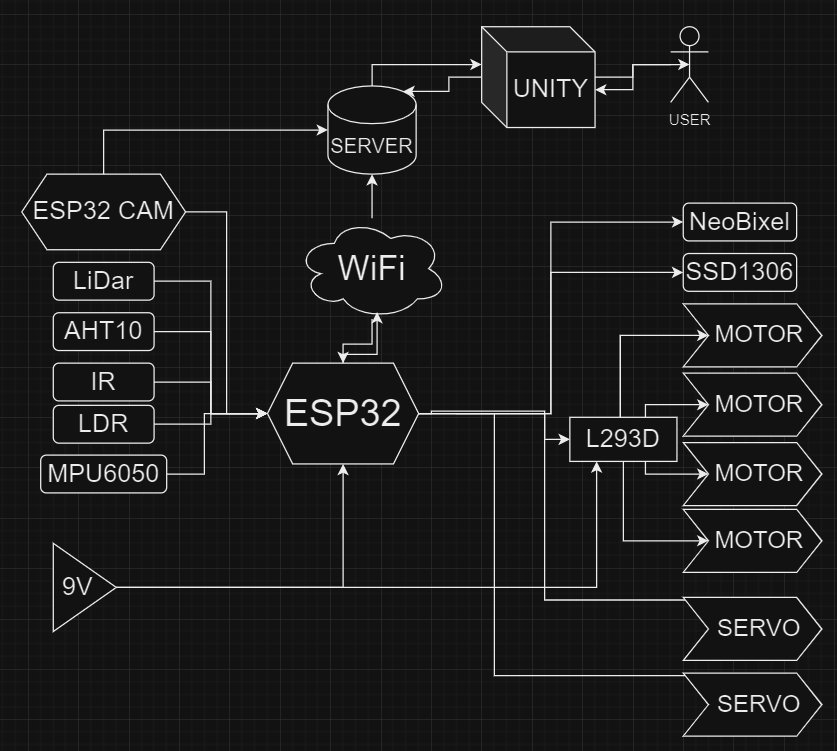 UNITY
USER
SERVER
ESP32 CAM
NeoBixel
WiFi
SSD1306
LiDar
AHT10
MOTOR
IR
ESP32
MOTOR
LDR
L293D
MPU6050
MOTOR
MOTOR
9V
SERVO
SERVO